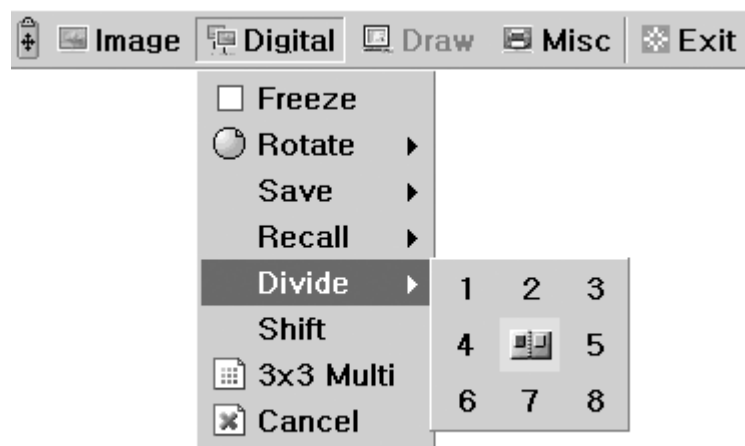 Image Digital Draw Misc Exit
Freeze
Rotate
Save
Recall
Divide
1 2 3
Shift
4 5
3x3 Multi
6 7 8
Cancel